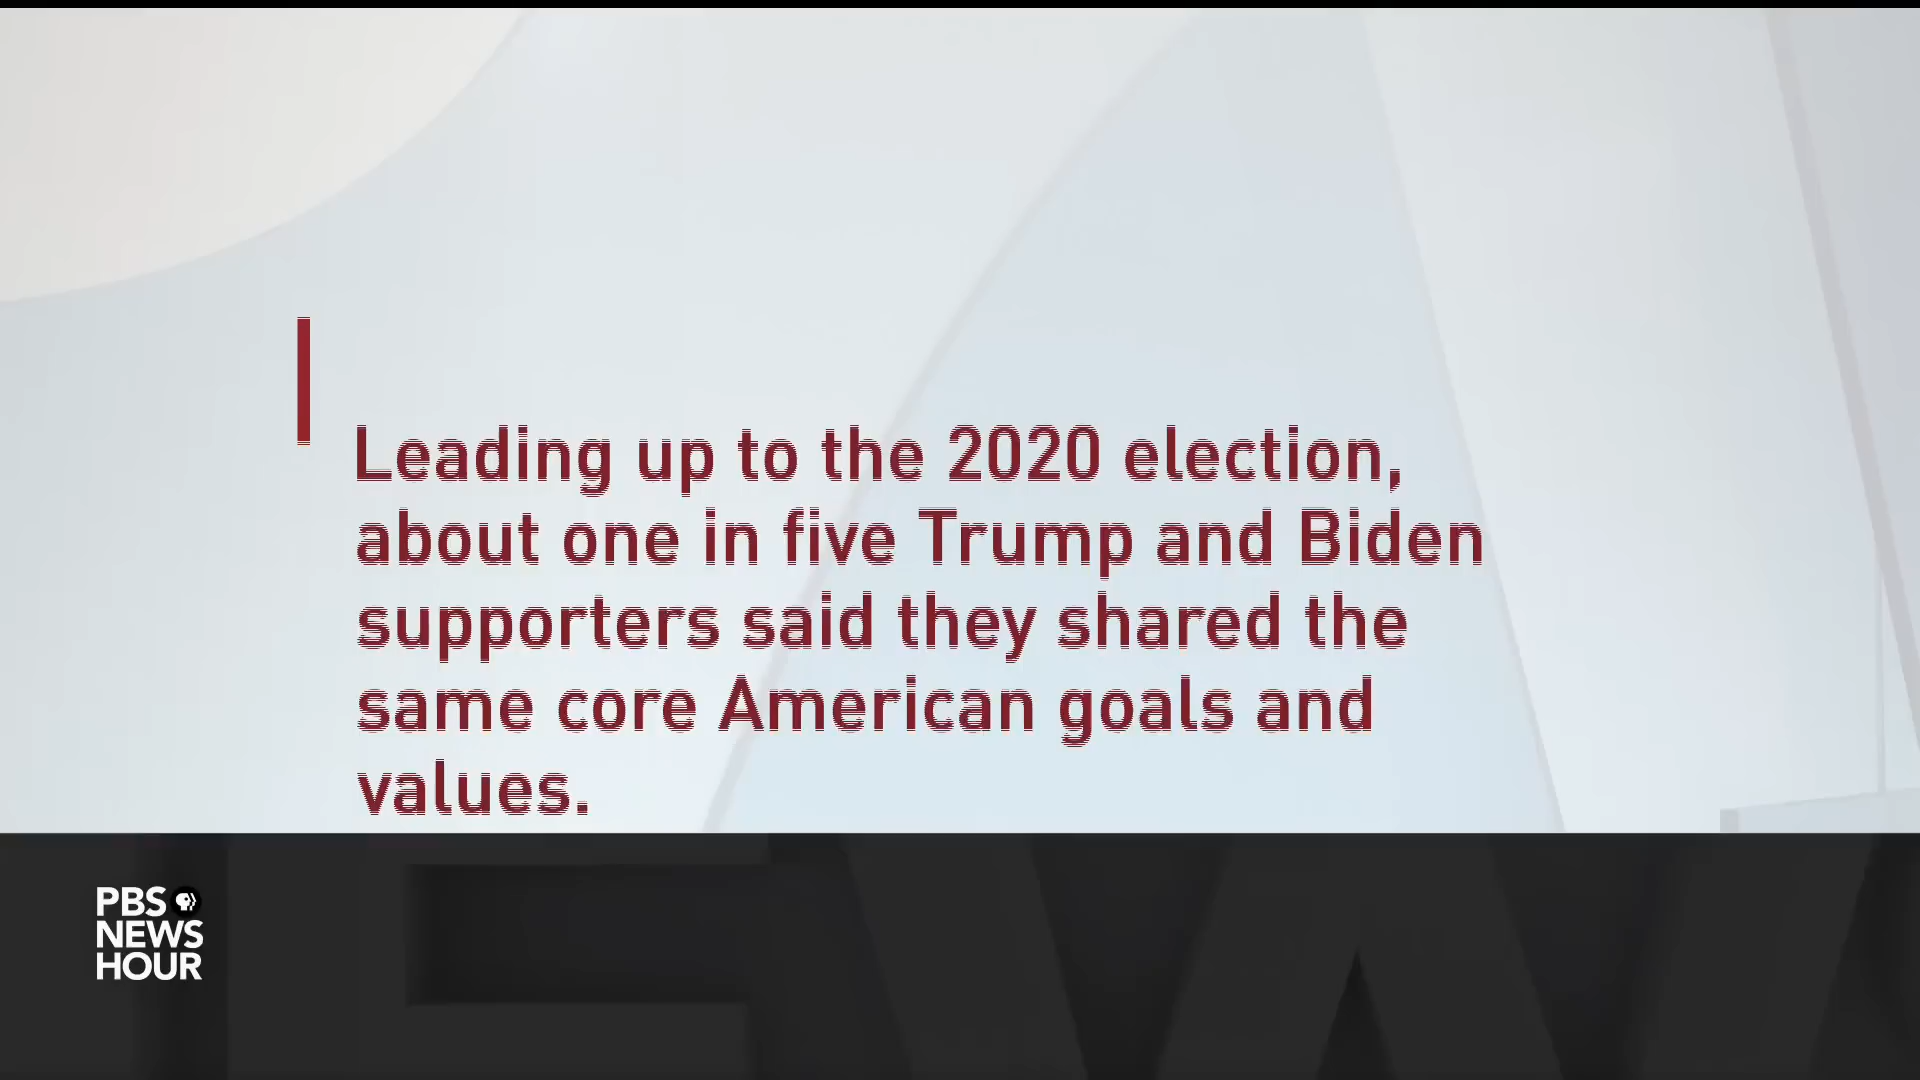 Leading up to the 2020 election,
about one in five Trump and Biden
supporters said they shared the
same core American goals and
values.
PBS
NEWS
HOUR